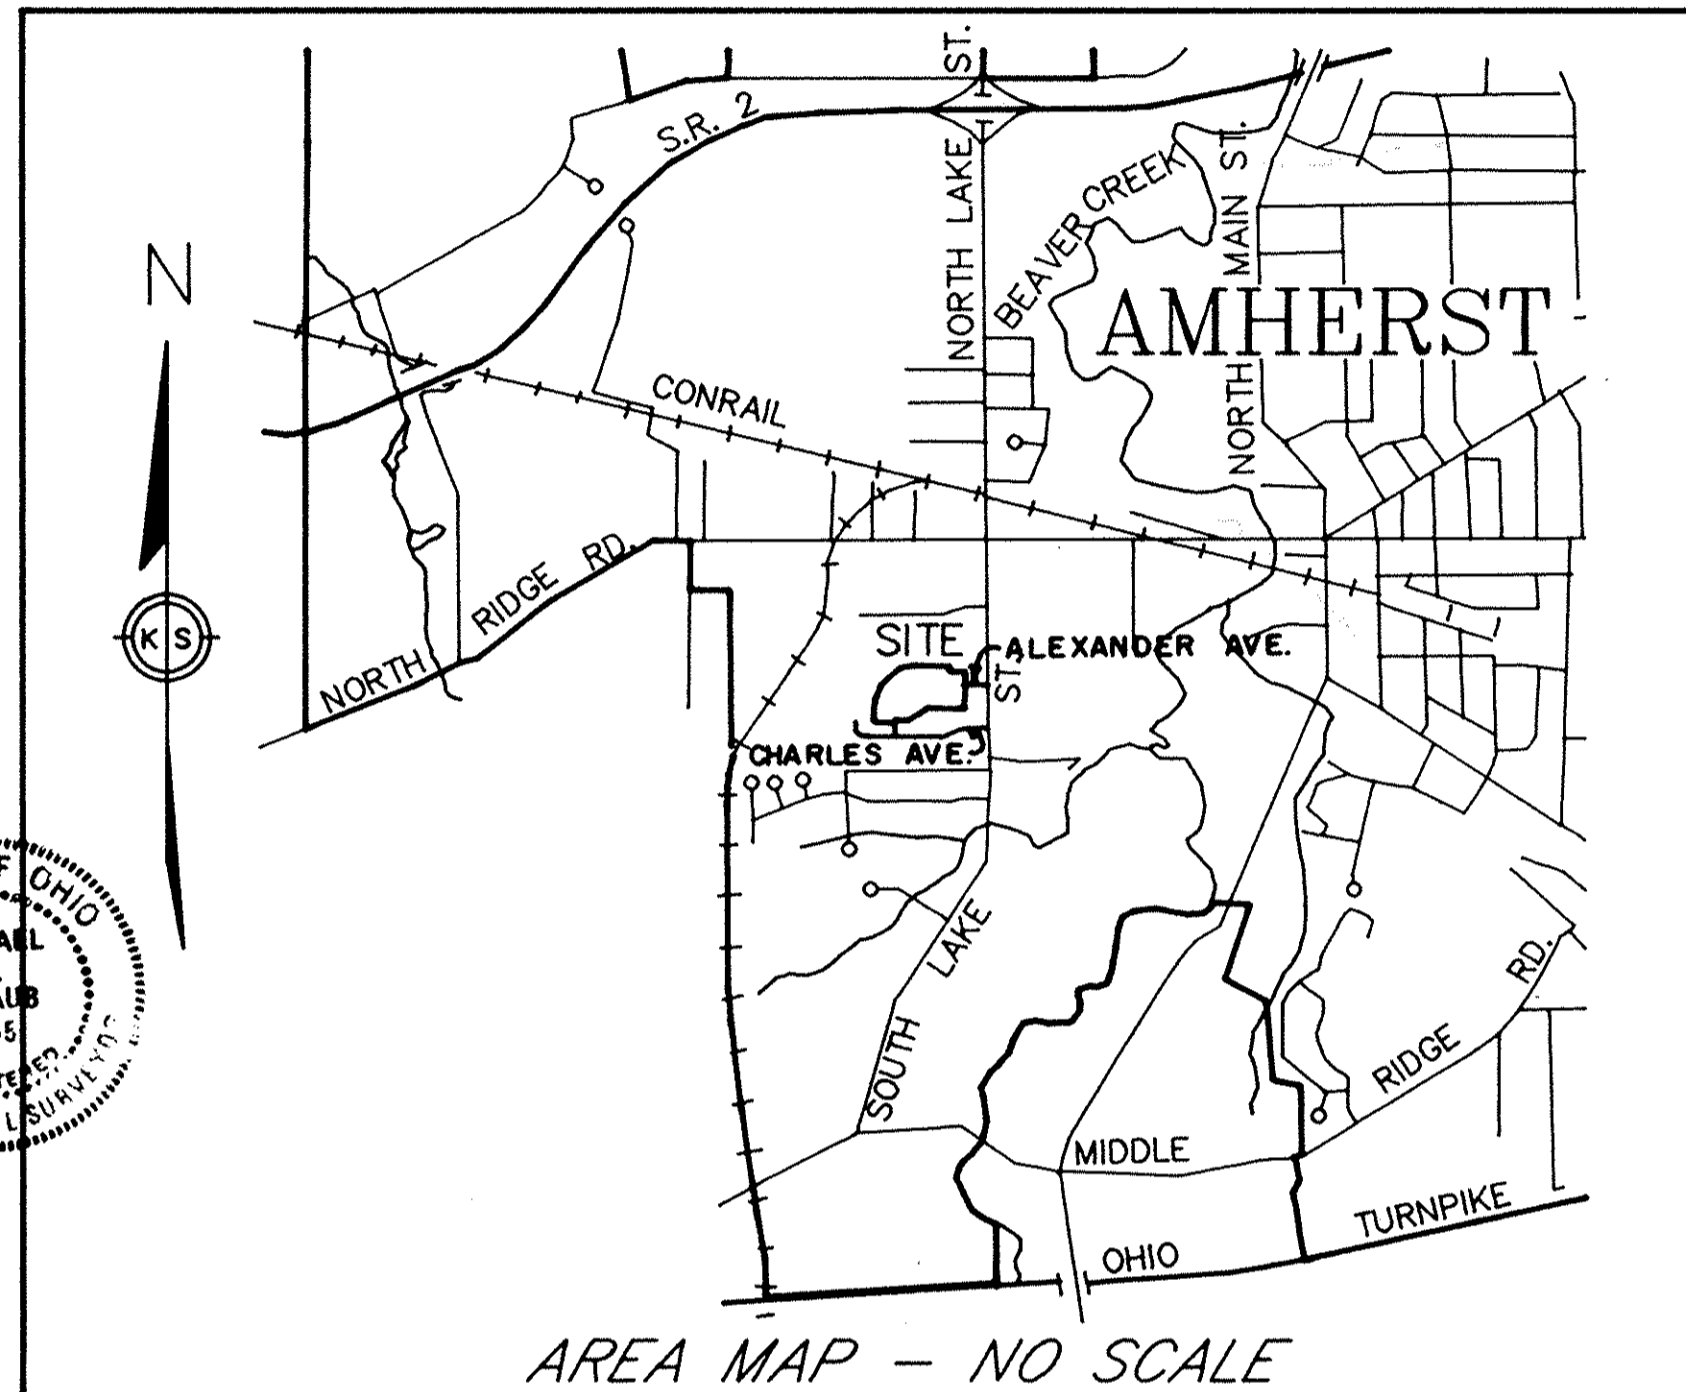 ST.
S.R. 2
NORTH LAKE
BEAVER CREEK
NORTH MAIN ST.
N
AMHERST
CONRAIL
NORTH RIDGE RD.
K S
SITE
ALEXANDER AVE.
ST.
CHARLES AVE.
OHIO
SOUTH LAKE
RIDGE RD.
MIDDLE
OHIO TURNPIKE
AREA MAP – NO SCALE